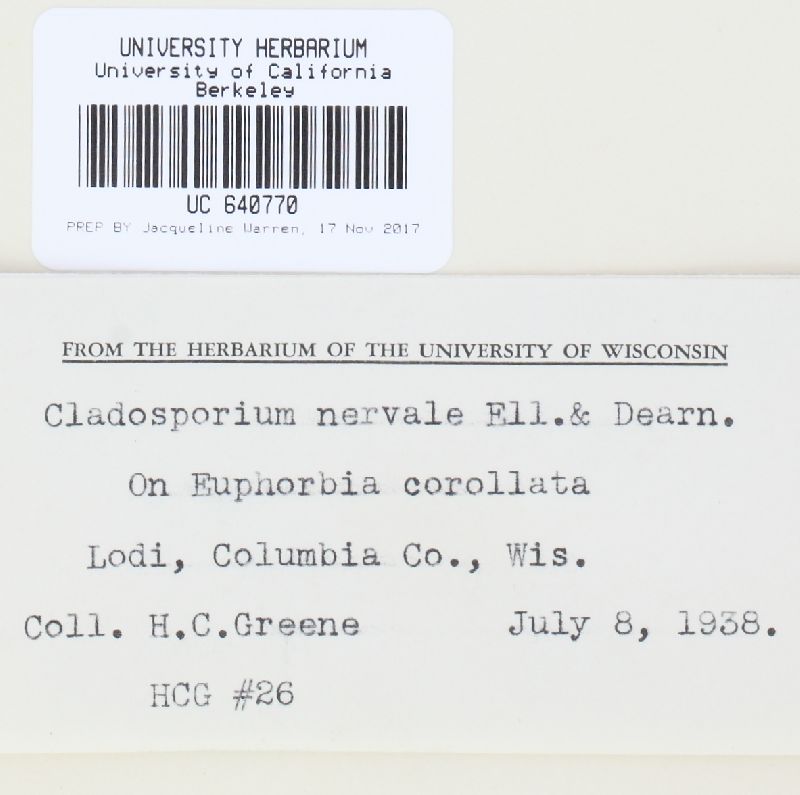 UNIVERSITY HERBARIUM
University of California
Berkeley
UC 640770
PREP BY Jacqueline Warren, 17 Nov 2017
FROM THE HERBARIUM OF THE UNIVERSITY OF WISCONSIN
Cladosporium nervale Ell.& Dearn.
On Euphorbia corollata
Lodi, Columbia Co., Wis.
Coll. H.C.Greene July 8, 1938.
HCG #26